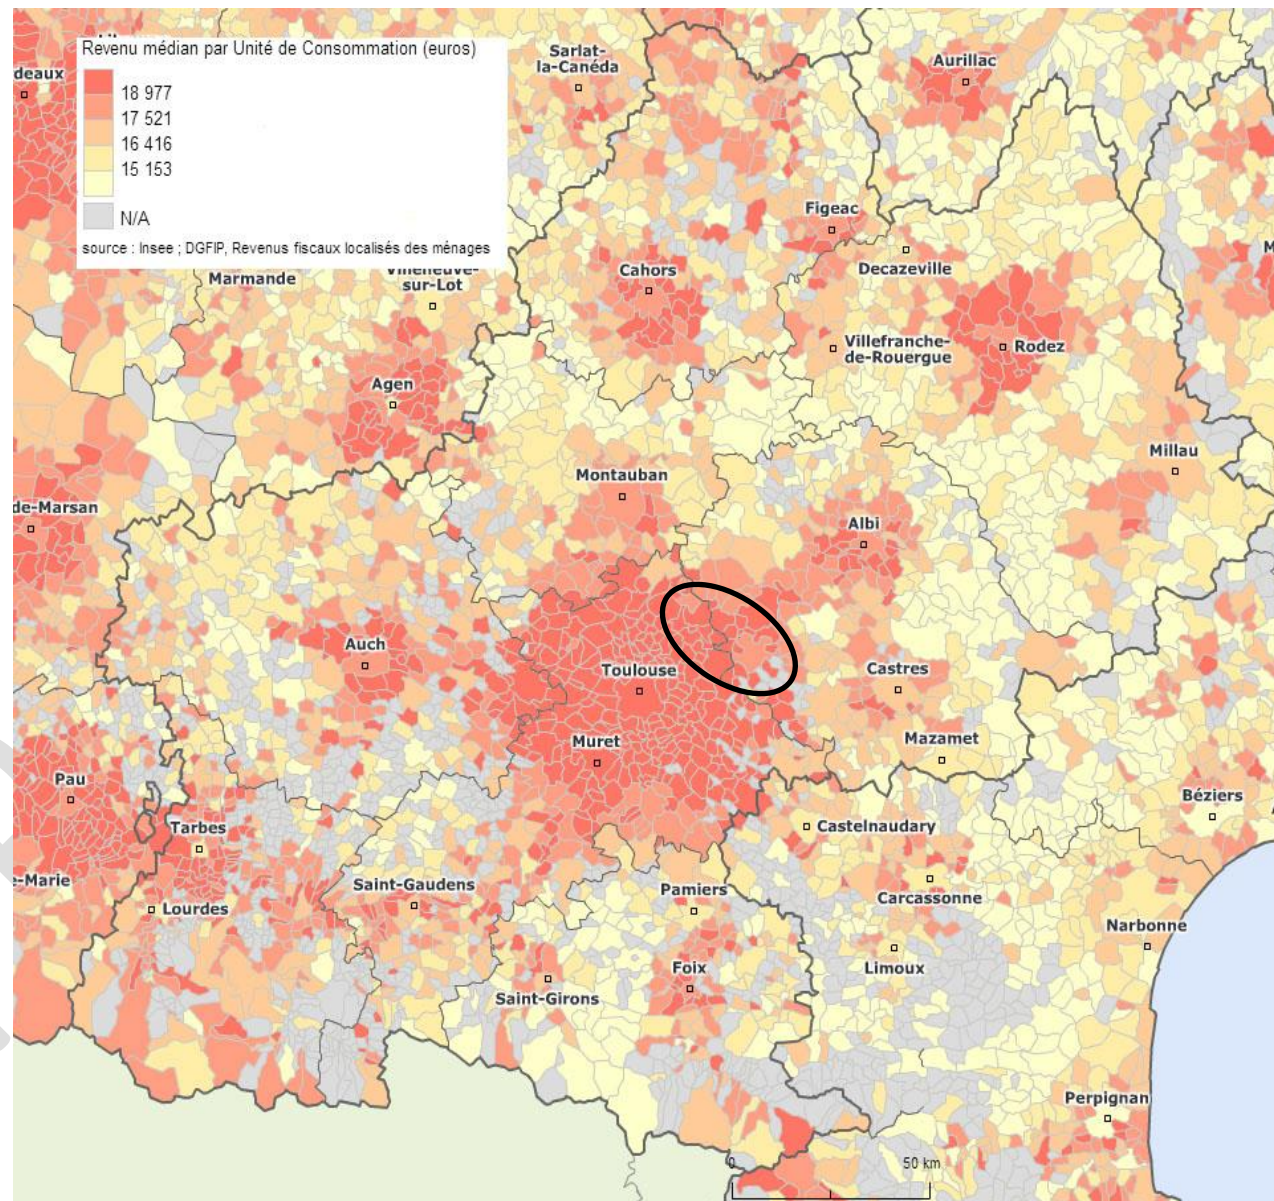 Revenu médian par Unité de Consommation (euros)
18 977
17 521
16 416
15 153
N/A
source : Insee ; DGFIP, Revenus fiscaux localisés des ménages
deaux
Sarlat-
la-Canéda
Aurillac
Figeac
Cahors
Decazeville
Marmande
Villeneuve-
sur-Lot
Villefranche-
de-Rouergue
Rodez
Agen
Millau
Montauban
de-Marsan
Albi
Auch
Toulouse
Castres
Muret
Mazamet
Pau
Béziers
Tarbes
Castelnaudary
e-Marie
Saint-Gaudens
Pamiers
Carcassonne
Lourdes
Narbonne
Foix
Limoux
Saint-Girons
Perpignan
0
50 km